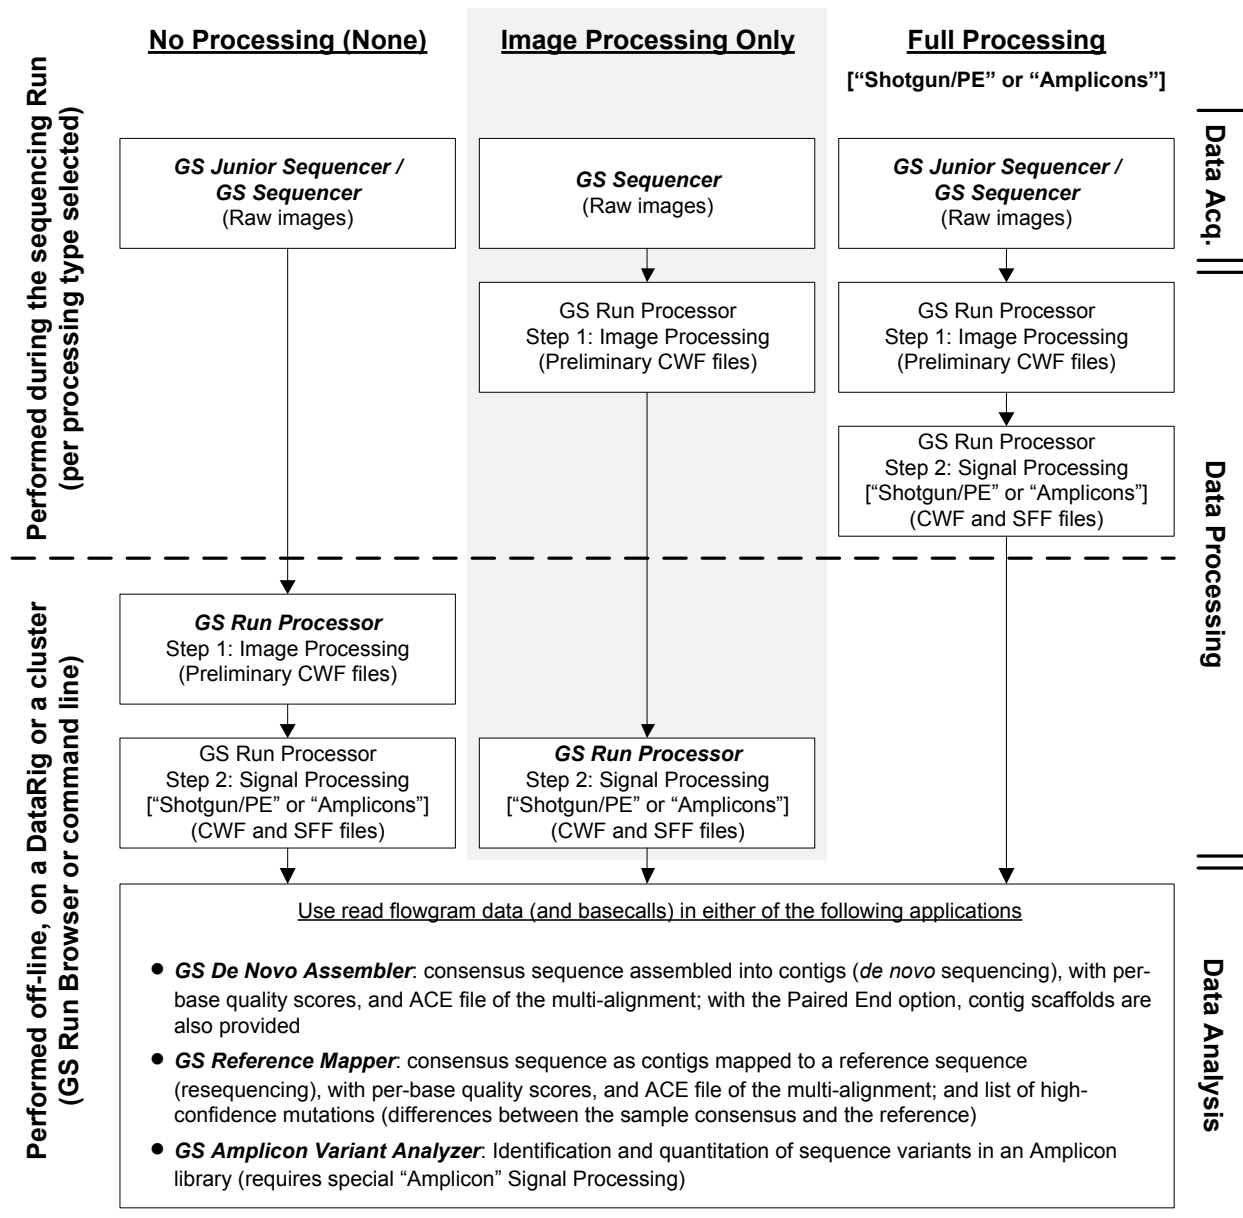 No Processing (None)
Image Processing Only
Full Processing
[“Shotgun/PE” or “Amplicons”]
Performed during the sequencing Run
(per processing type selected)
Data Acq.
GS Junior Sequencer /
GS Sequencer
(Raw images)
GS Sequencer
(Raw images)
GS Junior Sequencer /
GS Sequencer
(Raw images)
GS Run Processor
Step 1: Image Processing
(Preliminary CWF files)
GS Run Processor
Step 1: Image Processing
(Preliminary CWF files)
GS Run Processor
Step 2: Signal Processing
[“Shotgun/PE” or “Amplicons”]
(CWF and SFF files)
Data Processing
Performed off-line, on a DataRig or a cluster
(GS Run Browser or command line)
GS Run Processor
Step 1: Image Processing
(Preliminary CWF files)
GS Run Processor
Step 2: Signal Processing
[“Shotgun/PE” or “Amplicons”]
(CWF and SFF files)
GS Run Processor
Step 2: Signal Processing
[“Shotgun/PE” or “Amplicons”]
(CWF and SFF files)
Use read flowgram data (and basecalls) in either of the following applications
• GS De Novo Assembler: consensus sequence assembled into contigs (de novo sequencing), with per-
base quality scores, and ACE file of the multi-alignment; with the Paired End option, contig scaffolds are
also provided
• GS Reference Mapper: consensus sequence as contigs mapped to a reference sequence
(resequencing), with per-base quality scores, and ACE file of the multi-alignment; and list of high-
confidence mutations (differences between the sample consensus and the reference)
• GS Amplicon Variant Analyzer: Identification and quantitation of sequence variants in an Amplicon
library (requires special “Amplicon” Signal Processing)
Data Analysis